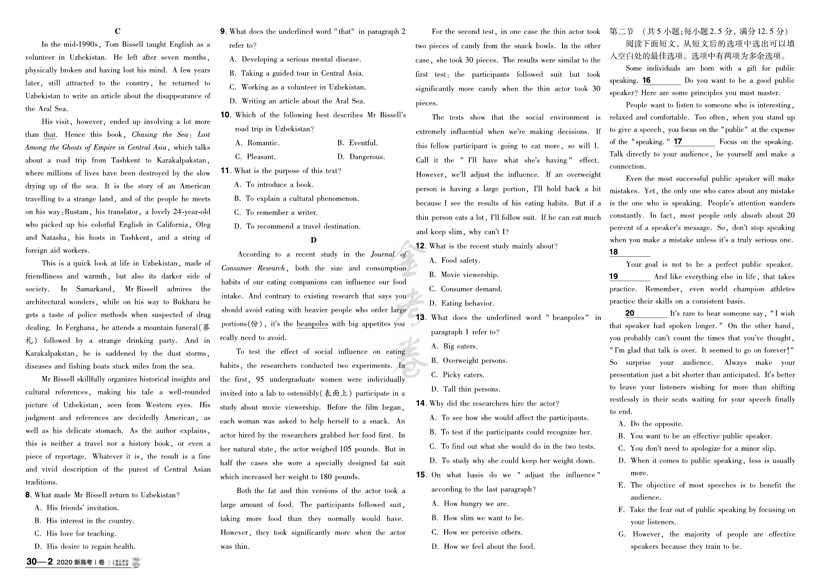 C
In the mid-1990s, Tom Bissell taught English as a
volunteer in Uzbekistan. He left after seven months,
physically broken and having lost his mind. A few years
later, still attracted to the country, he returned to
Uzbekistan to write an article about the disappearance of
the Aral Sea.
His visit, however, ended up involving a lot more
than that. Hence this book, Chasing the Sea: Lost
Among the Ghosts of Empire in Central Asia, which talks
about a road trip from Tashkent to Karakalpakstan,
where millions of lives have been destroyed by the slow
drying up of the sea. It is the story of an American
travelling to a strange land, and of the people he meets
on his way: Rustam, his translator, a lovely 24-year-old
who picked up his colorful English in California, Oleg
and Natasha, his hosts in Tashkent, and a string of
foreign aid workers.
This is a quick look at life in Uzbekistan, made of
friendliness and warmth, but also its darker side of
society. In Samarkand, Mr Bissell admires the
architectural wonders, while on his way to Bukhara he
gets a taste of police methods when suspected of drug
dealing. In Ferghana, he attends a mountain funeral(葬
礼) followed by a strange drinking party. And in
Karakalpakstan, he is saddened by the dust storms,
diseases and fishing boats stuck miles from the sea.
Mr Bissell skillfully organizes historical insights and
cultural references, making his tale a well-rounded
picture of Uzbekistan, seen from Western eyes. His
judgment and references are decidedly American, as
well as his delicate stomach. As the author explains,
this is neither a travel nor a history book, or even a
piece of reportage. Whatever it is, the result is a fine
and vivid description of the purest of Central Asian
traditions.
8. What made Mr Bissell return to Uzbekistan?
A. His friends' invitation.
B. His interest in the country.
C. His love for teaching.
D. His desire to regain health.
30—2 2020 新高考Ⅰ卷
9. What does the underlined word "that" in paragraph 2
refer to?
A. Developing a serious mental disease.
B. Taking a guided tour in Central Asia.
C. Working as a volunteer in Uzbekistan.
D. Writing an article about the Aral Sea.
10. Which of the following best describes Mr Bissell's
road trip in Uzbekistan?
A. Romantic. B. Eventful.
C. Pleasant. D. Dangerous.
11. What is the purpose of this text?
A. To introduce a book.
B. To explain a cultural phenomenon.
C. To remember a writer.
D. To recommend a travel destination.
D
According to a recent study in the Journal of
Consumer Research, both the size and consumption
habits of our eating companions can influence our food
intake. And contrary to existing research that says you
should avoid eating with heavier people who order large
portions(份), it's the beanpoles with big appetites you
really need to avoid.
To test the effect of social influence on eating
habits, the researchers conducted two experiments. In
the first, 95 undergraduate women were individually
invited into a lab to ostensibly(表面上) participate in a
study about movie viewership. Before the film began,
each woman was asked to help herself to a snack. An
actor hired by the researchers grabbed her food first. In
her natural state, the actor weighed 105 pounds. But in
half the cases she wore a specially designed fat suit
which increased her weight to 180 pounds.
Both the fat and thin versions of the actor took a
large amount of food. The participants followed suit,
taking more food than they normally would have.
However, they took significantly more when the actor
was thin.
For the second test, in one case the thin actor took
two pieces of candy from the snack bowls. In the other
case, she took 30 pieces. The results were similar to the
first test: the participants followed suit but took
significantly more candy when the thin actor took 30
pieces.
The tests show that the social environment is
extremely influential when we're making decisions. If
this fellow participant is going to eat more, so will I.
Call it the "I'll have what she's having" effect.
However, we'll adjust the influence. If an overweight
person is having a large portion, I'll hold back a bit
because I see the results of his eating habits. But if a
thin person eats a lot, I'll follow suit. If he can eat much
and keep slim, why can't I?
12. What is the recent study mainly about?
A. Food safety.
B. Movie viewership.
C. Consumer demand.
D. Eating behavior.
13. What does the underlined word "beanpoles" in
paragraph 1 refer to?
A. Big eaters.
B. Overweight persons.
C. Picky eaters.
D. Tall thin persons.
14. Why did the researchers hire the actor?
A. To see how she would affect the participants.
B. To test if the participants could recognize her.
C. To find out what she would do in the two tests.
D. To study why she could keep her weight down.
15. On what basis do we "adjust the influence"
according to the last paragraph?
A. How hungry we are.
B. How slim we want to be.
C. How we perceive others.
D. How we feel about the food.
第二节 (共5小题;每小题2.5分,满分12.5分)
阅读下面短文,从短文后的选项中选出可以填
入空白处的最佳选项。选项中有两项为多余选项。
Some individuals are born with a gift for public
speaking. 16 Do you want to be a good public
speaker? Here are some principles you must master.
People want to listen to someone who is interesting,
relaxed and comfortable. Too often, when you stand up
to give a speech, you focus on the "public" at the expense
of the "speaking." 17 Focus on the speaking.
Talk directly to your audience, be yourself and make a
connection.
Even the most successful public speaker will make
mistakes. Yet, the only one who cares about any mistake
is the one who is speaking. People's attention wanders
constantly. In fact, most people only absorb about 20
percent of a speaker's message. So, don't stop speaking
when you make a mistake unless it's a truly serious one.
18
Your goal is not to be a perfect public speaker.
19 And like everything else in life, that takes
practice. Remember, even world champion athletes
practice their skills on a consistent basis.
20 It's rare to hear someone say, "I wish
that speaker had spoken longer." On the other hand,
you probably can't count the times that you've thought,
"I'm glad that talk is over. It seemed to go on forever!"
So surprise your audience. Always make your
presentation just a bit shorter than anticipated. It's better
to leave your listeners wishing for more than shifting
restlessly in their seats waiting for your speech finally
to end.
A. Do the opposite.
B. You want to be an effective public speaker.
C. You don't need to apologize for a minor slip.
D. When it comes to public speaking, less is usually
more.
E. The objective of most speeches is to benefit the
audience.
F. Take the fear out of public speaking by focusing on
your listeners.
G. However, the majority of people are effective
speakers because they train to be.